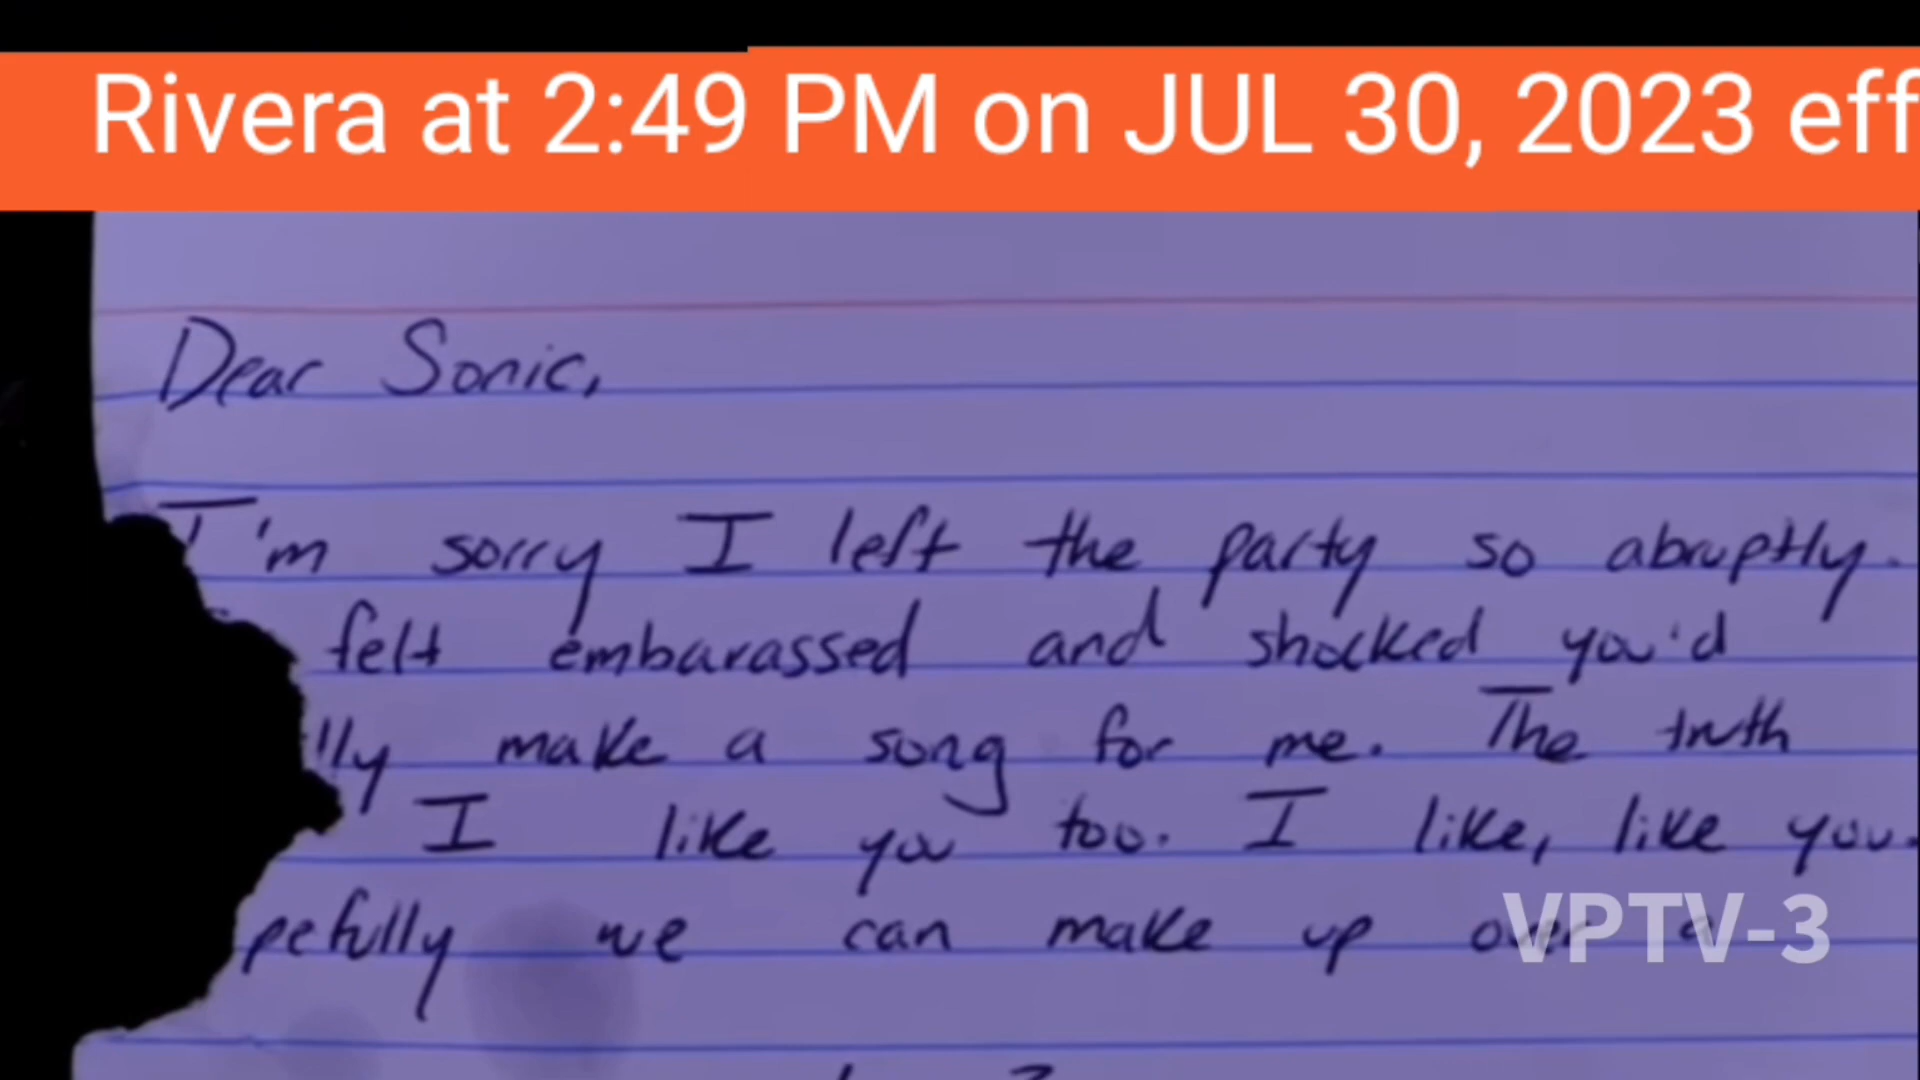 Rivera at 2:49 PM on JUL 30, 2023 eff
Dear Sonic,
I'm sorry I left the party so abruptly.
felt embarassed and shocked you'd
lly make a song for me. The truth
I like you too. I like, like you.
pefully we can make up over a
VPTV-3